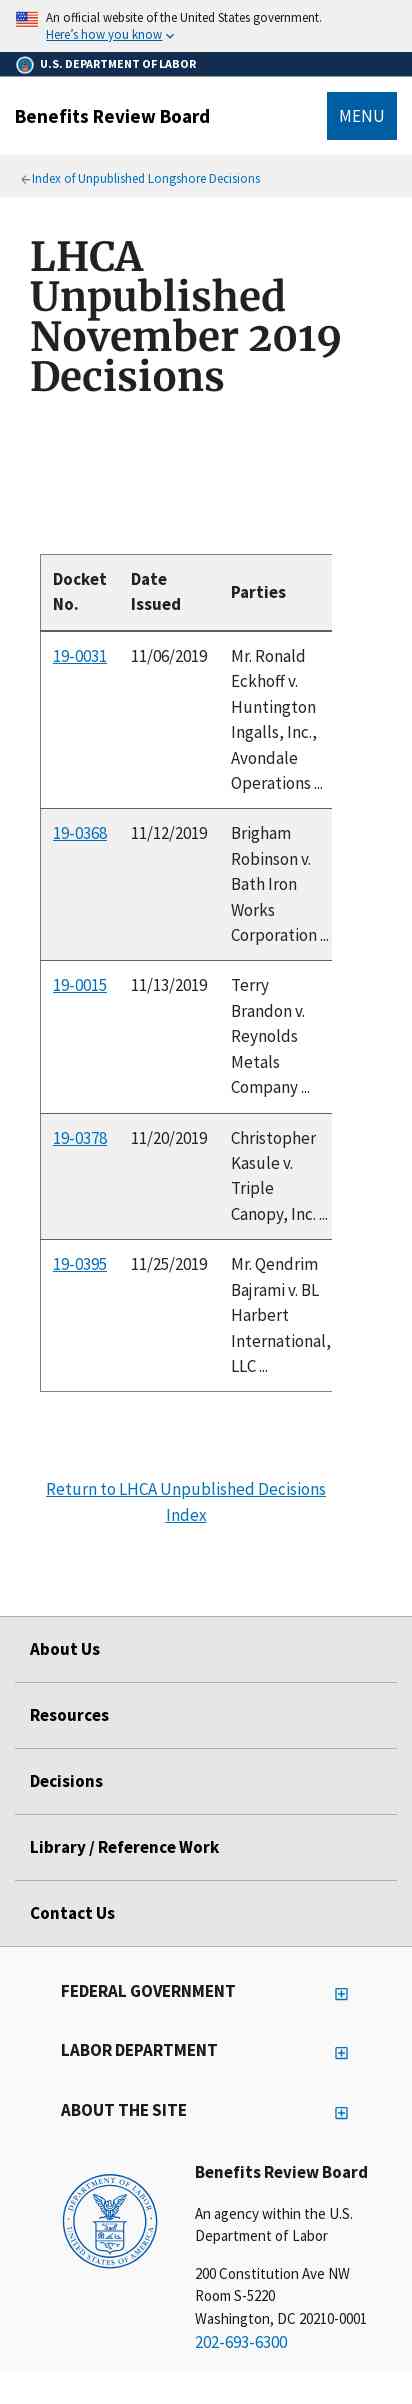 An official website of the United States government.
Here's how you know
U.S. DEPARTMENT OF LABOR
Benefits Review Board
MENU
Index of Unpublished Longshore Decisions
LHCA
Unpublished
November 2019
Decisions
Docket No. Date Issued Parties
19-0031 11/06/2019 Mr. Ronald
Eckhoff v.
Huntington
Ingalls, Inc.,
Avondale
Operations ...
19-0368 11/12/2019 Brigham
Robinson v.
Bath Iron
Works
Corporation ...
19-0015 11/13/2019 Terry
Brandon v.
Reynolds
Metals
Company ...
19-0378 11/20/2019 Christopher
Kasule v.
Triple
Canopy, Inc. ...
19-0395 11/25/2019 Mr. Qendrim
Bajrami v. BL
Harbert
International,
LLC ...
Return to LHCA Unpublished Decisions
Index
About Us
Resources
Decisions
Library / Reference Work
Contact Us
FEDERAL GOVERNMENT
LABOR DEPARTMENT
ABOUT THE SITE
DEPARTMENT OF LABOR
UNITED STATES OF AMERICA
Benefits Review Board
An agency within the U.S.
Department of Labor
200 Constitution Ave NW
Room S-5220
Washington, DC 20210-0001
202-693-6300